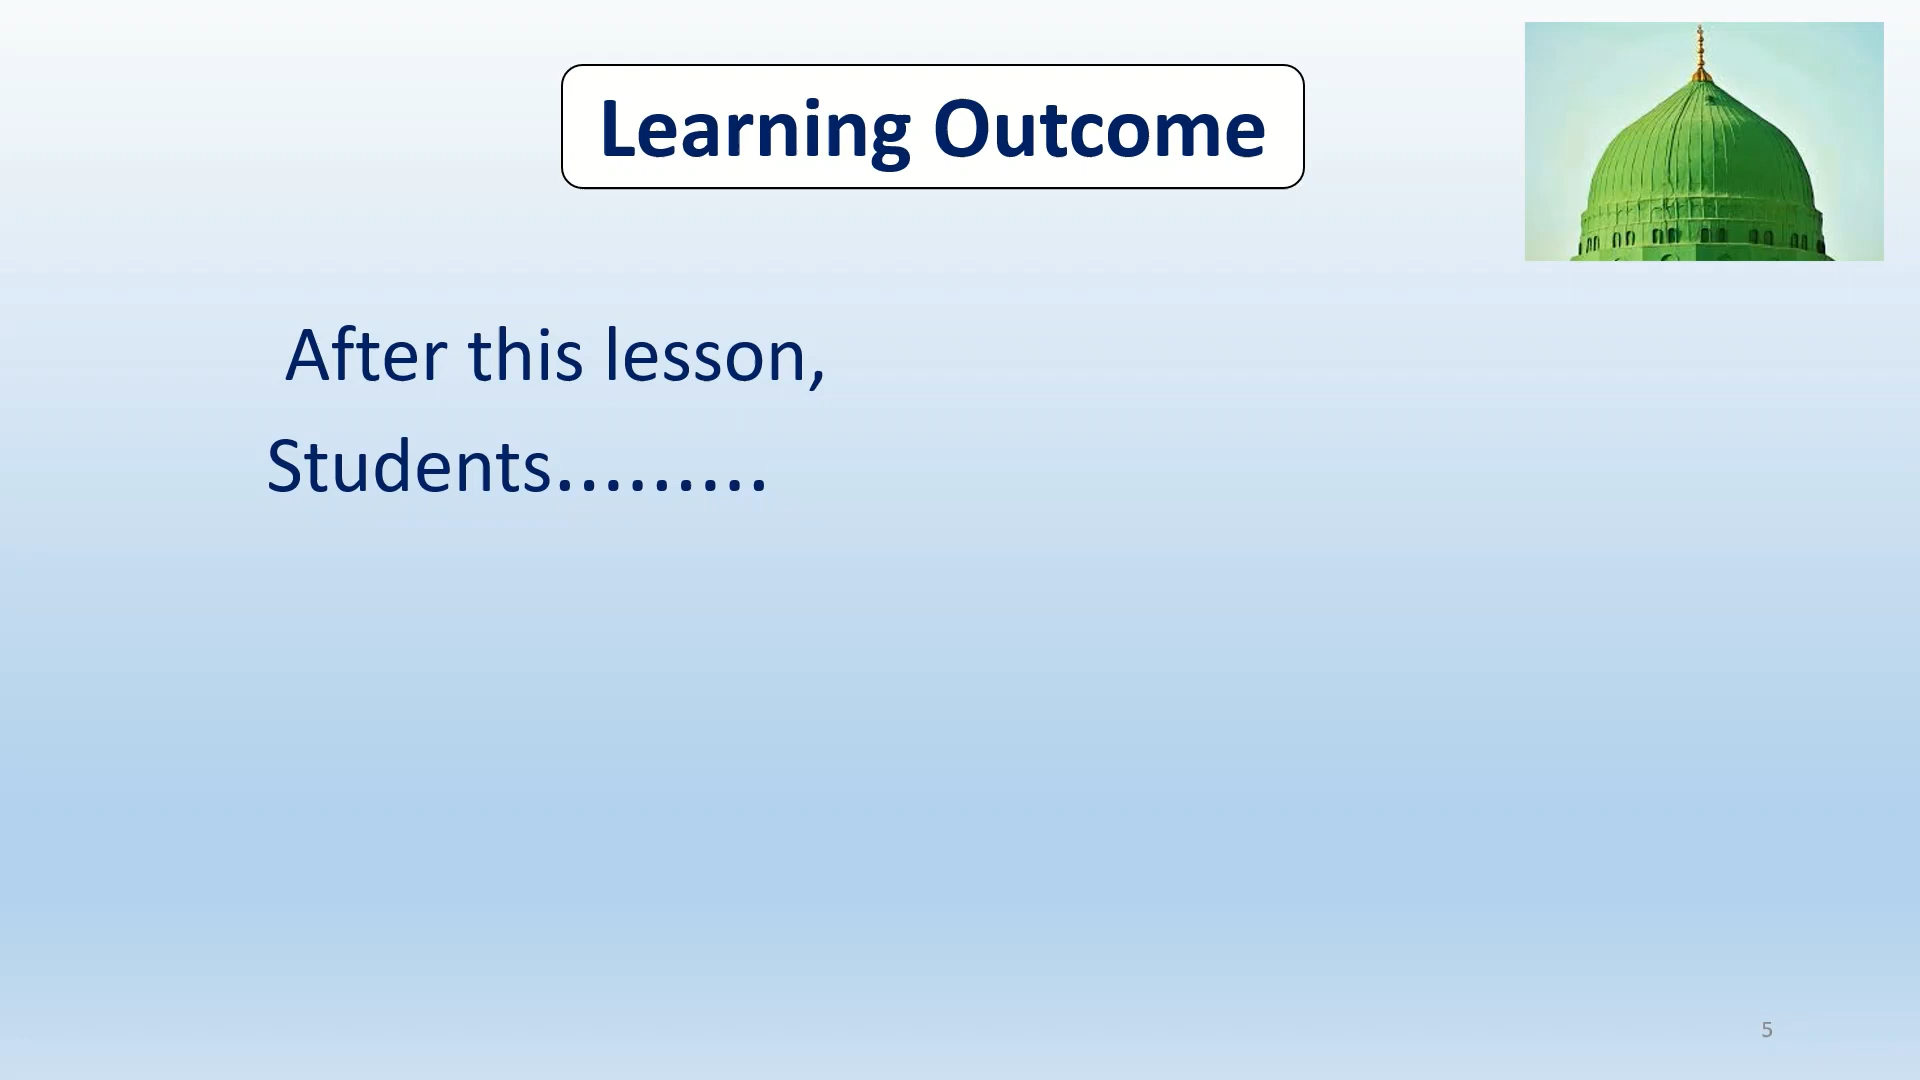 Learning Outcome
After this lesson,
Students.........
5